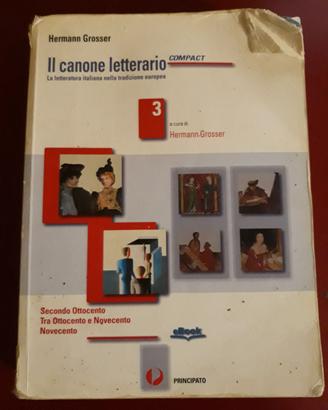 Hermann Grosser
Il canone letterario COMPACT
La letteratura italiana nella tradizione europea
3
a cura di
Hermann Grosser
Secondo Ottocento
Tra Ottocento e Novecento
Novecento
eBook
PRINCIPATO